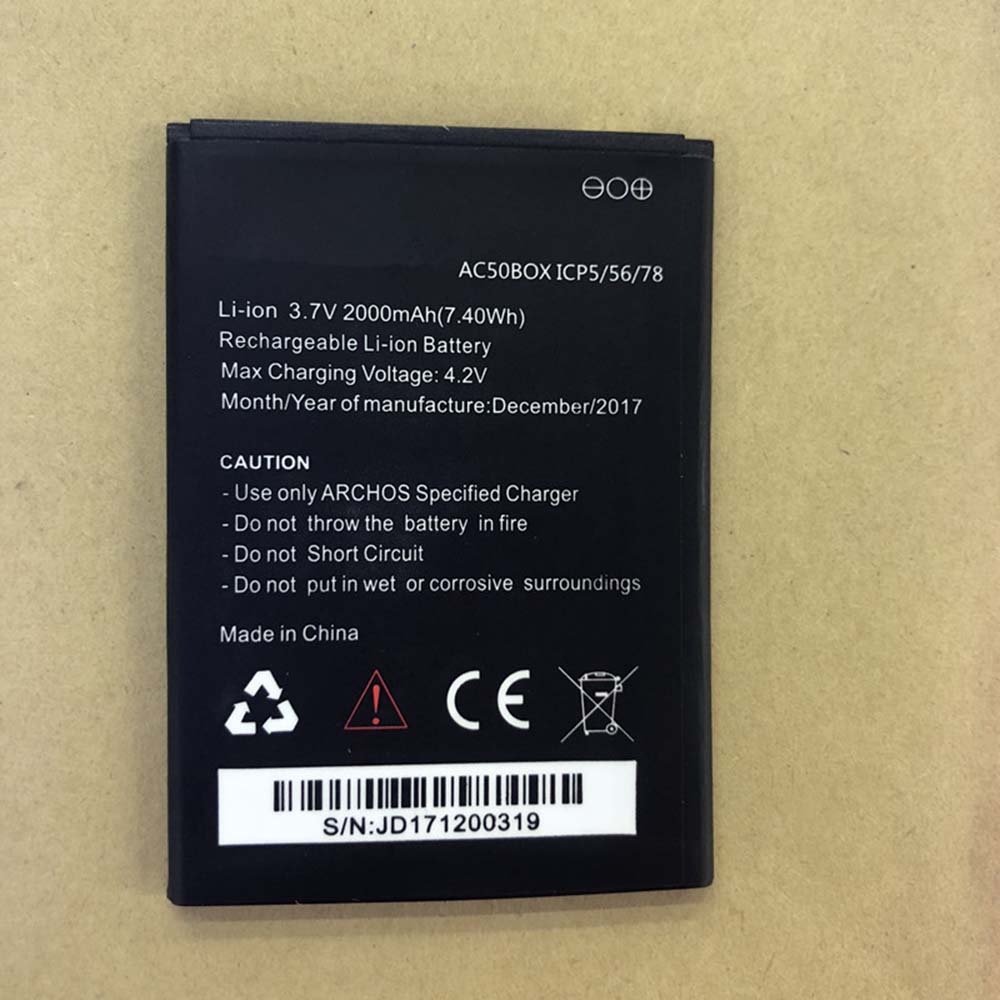 AC50BOX ICP5/56/78
Li-ion 3.7V 2000mAh(7.40Wh)
Rechargeable Li-ion Battery
Max Charging Voltage: 4.2V
Month/Year of manufacture:December/2017
CAUTION
- Use only ARCHOS Specified Charger
- Do not throw the battery in fire
- Do not Short Circuit
- Do not put in wet or corrosive surroundings
Made in China
CE
S/N:JD171200319